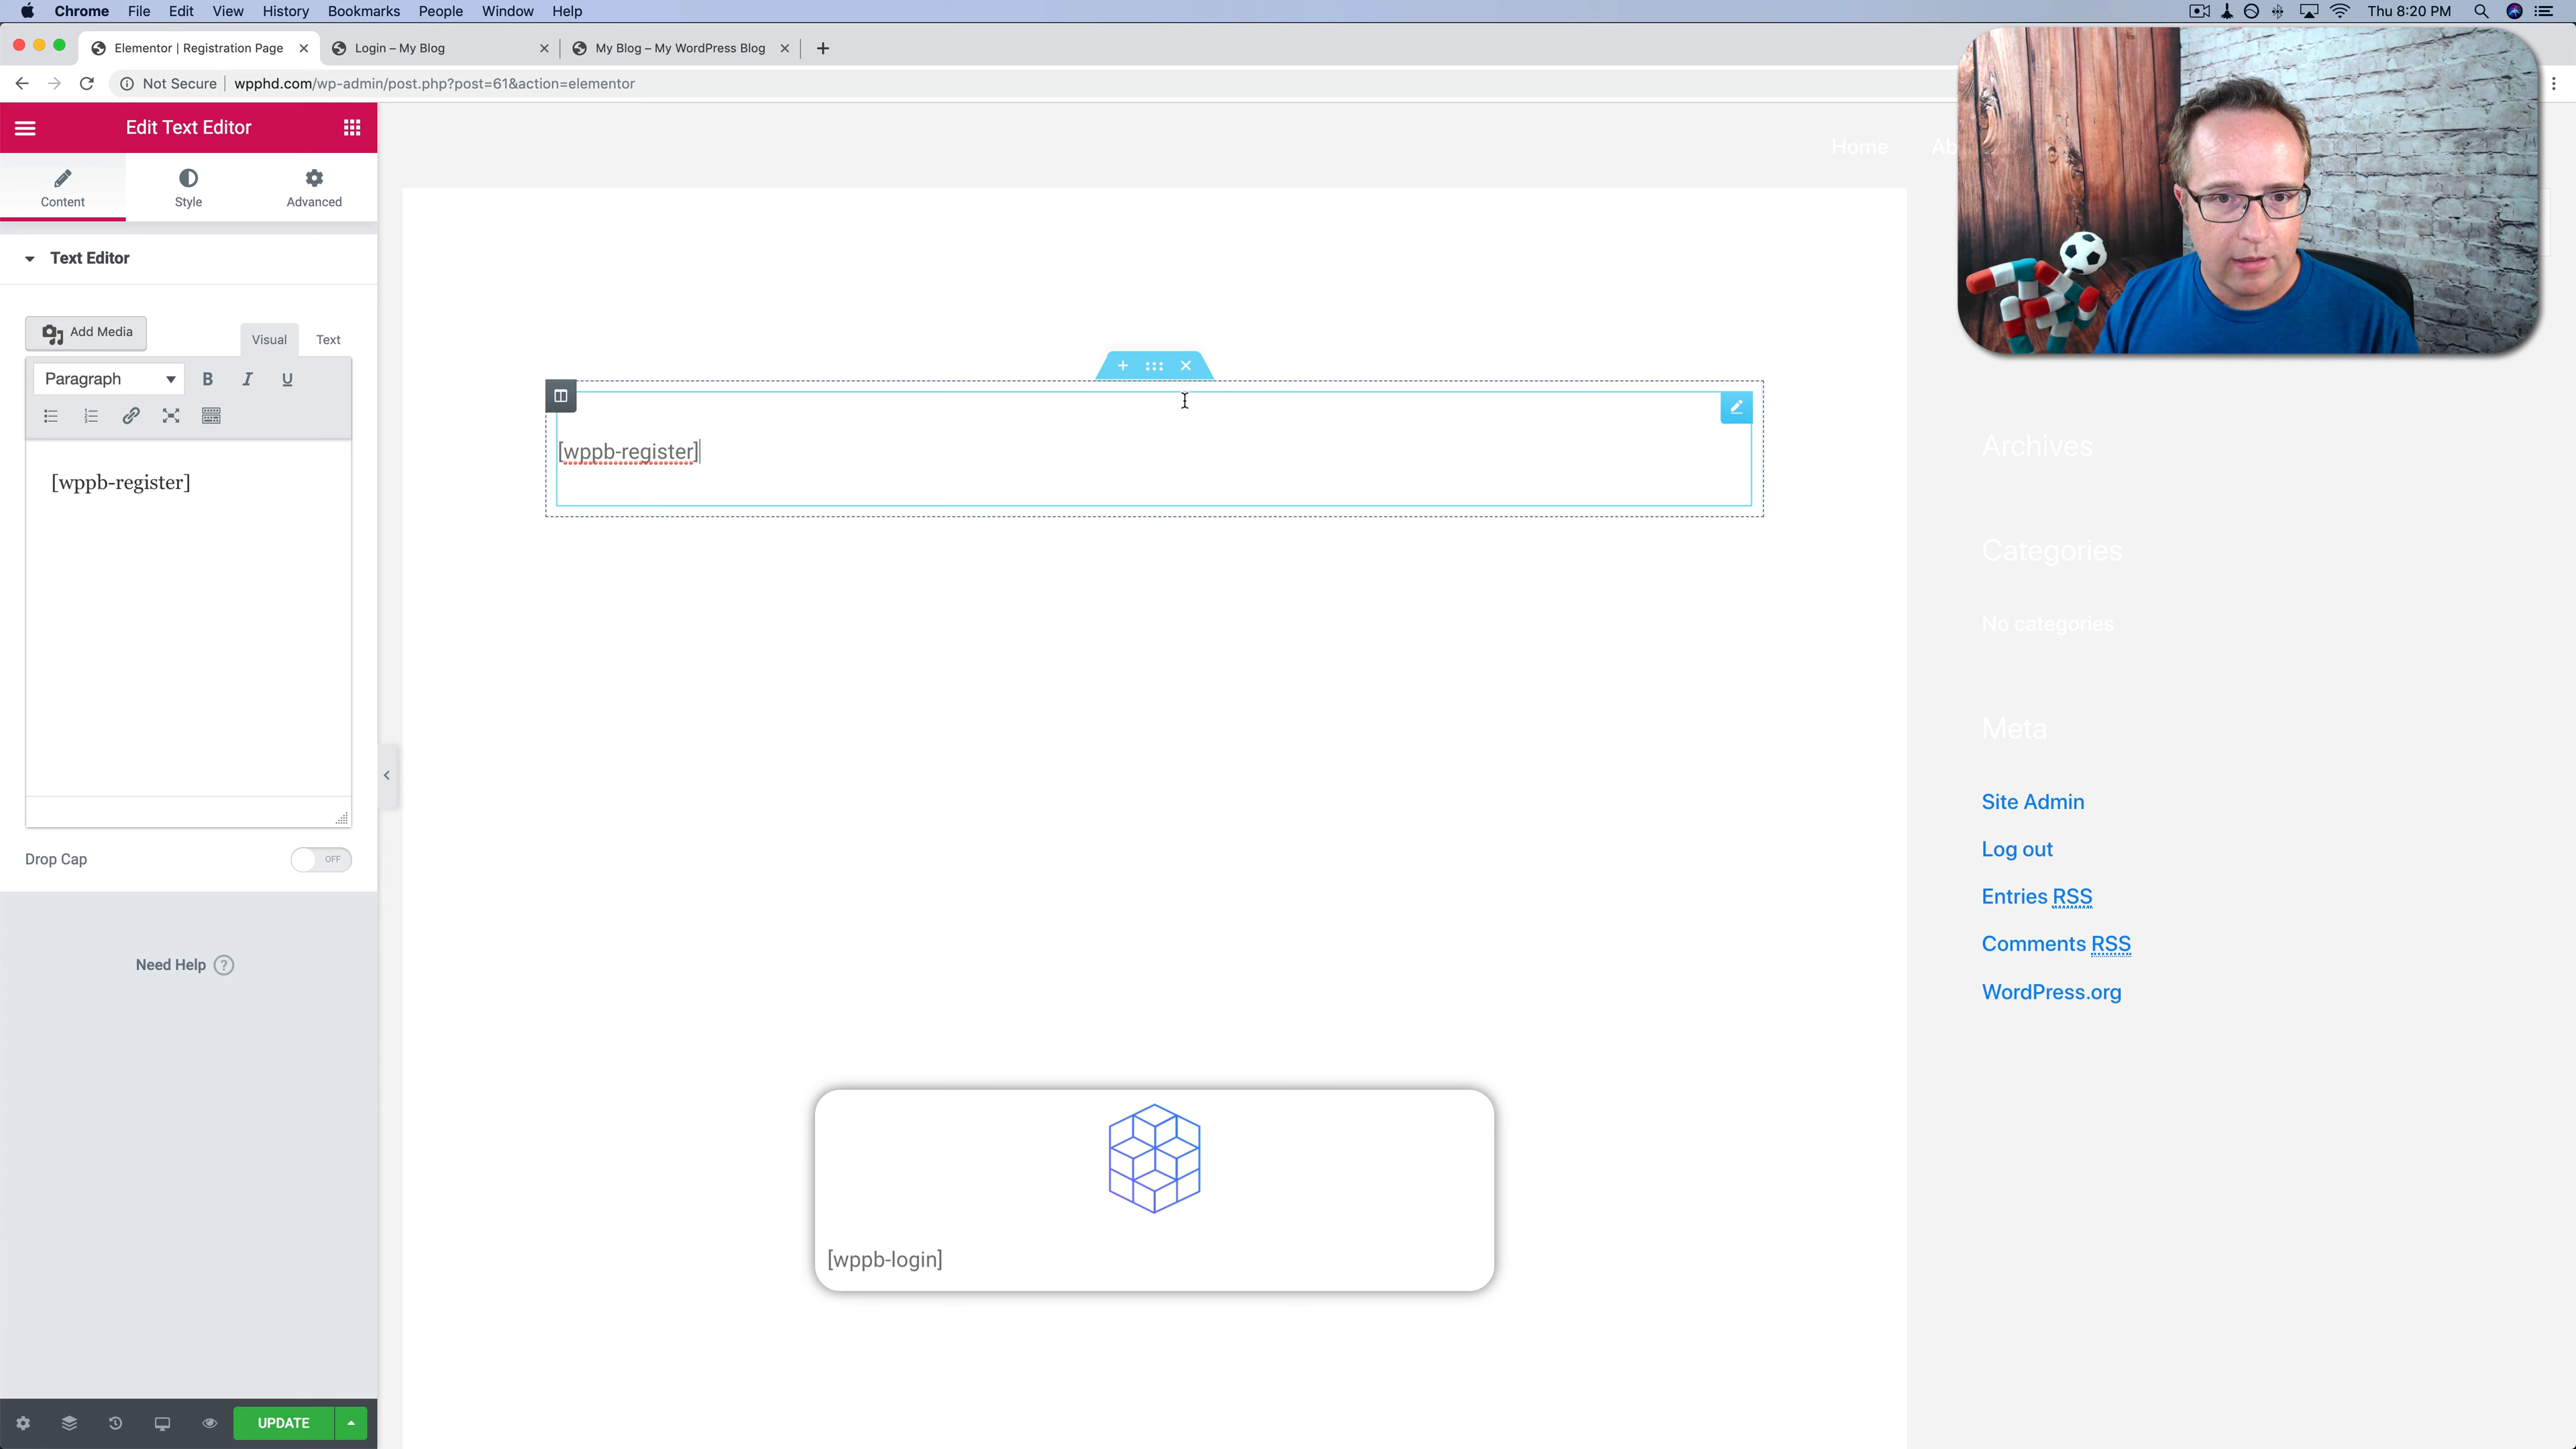 Chrome File Edit View History Bookmarks People Window Help
Thu 8:20 PM
Elementor | Registration Page
Login – My Blog
My Blog – My WordPress Blog
Not Secure
wpphd.com/wp-admin/post.php?post=61&action=elementor
Edit Text Editor
Content
Style
Advanced
Text Editor
Add Media
Visual
Text
Paragraph
B I U
[wppb-register]
Drop Cap
OFF
Need Help ?
UPDATE
Home
Ab
[wppb-register]
[wppb-login]
Archives
Categories
No categories
Meta
Site Admin
Log out
Entries RSS
Comments RSS
WordPress.org